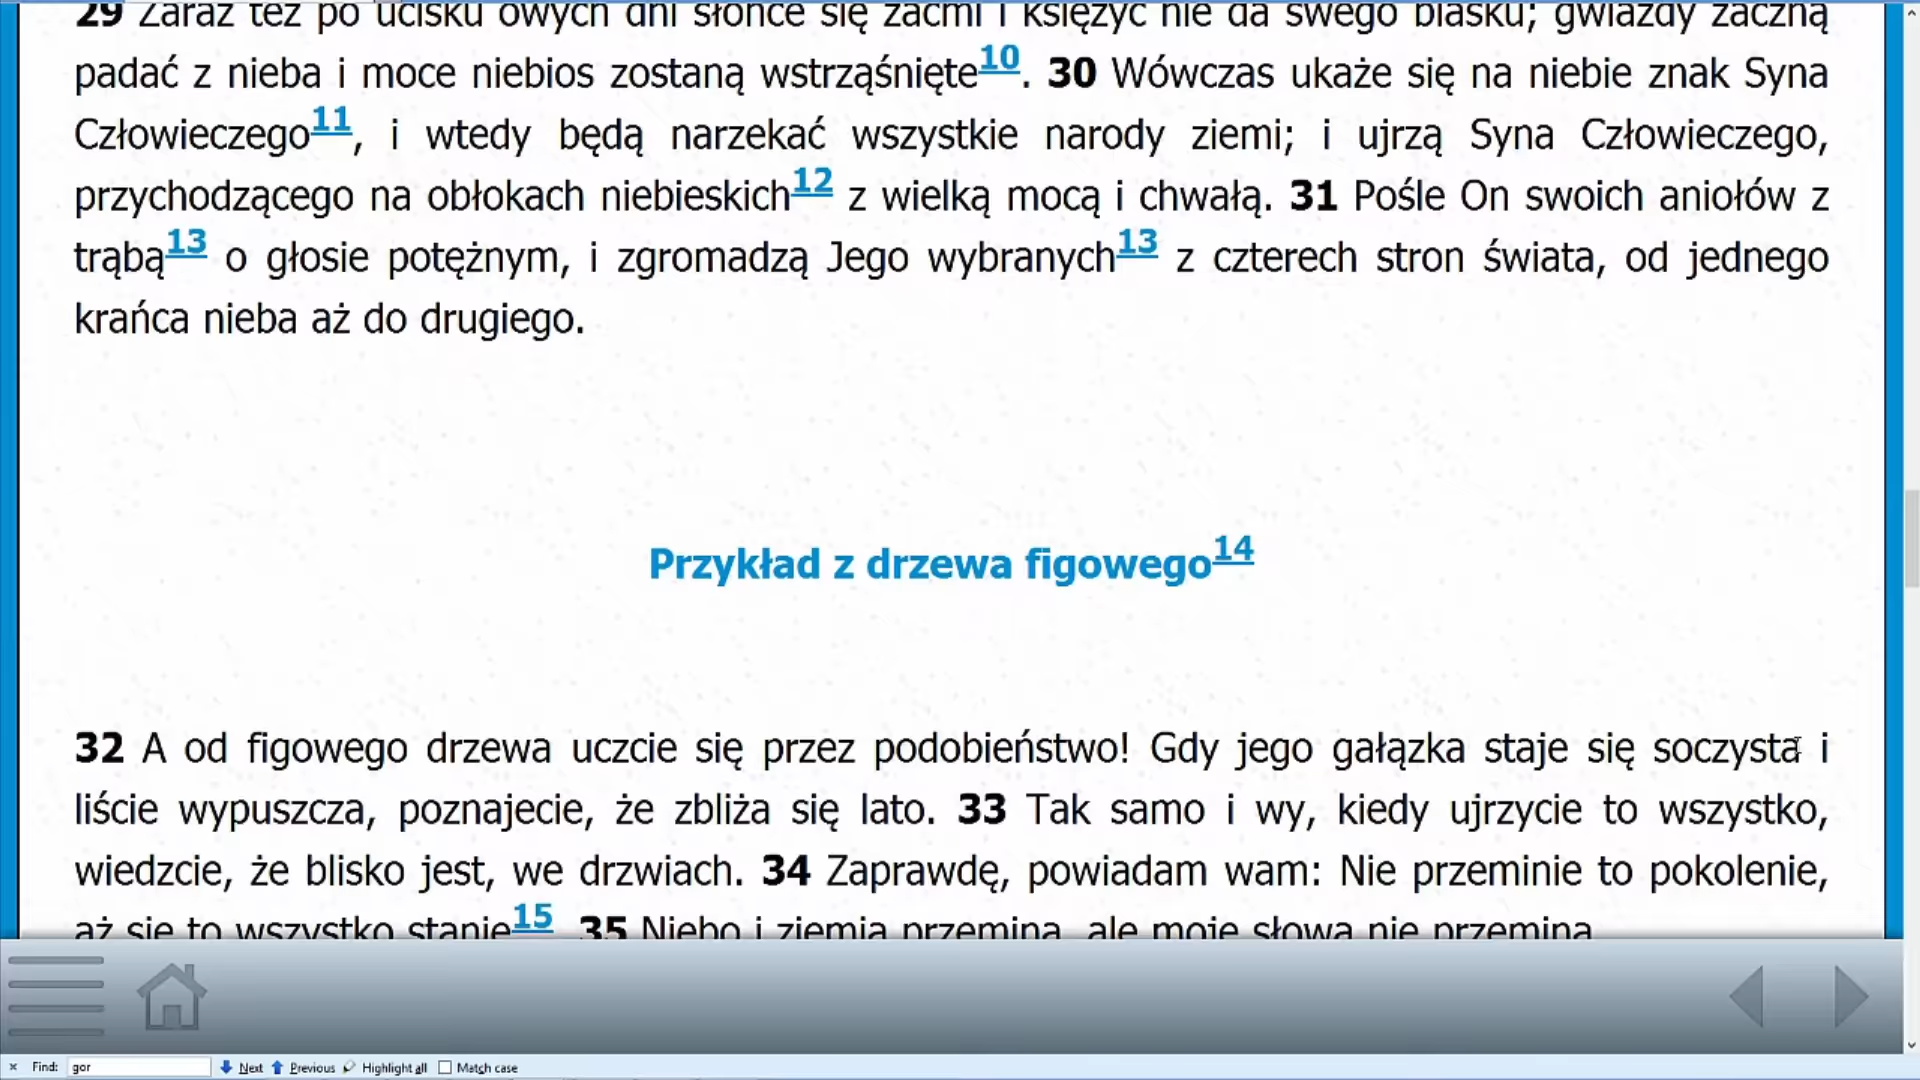 29 Zaraz też po ucisku owych dni słońce się zaćmi i księżyc nie da swego blasku; gwiazdy zaczną
padać z nieba i moce niebios zostaną wstrząśnięte10. 30 Wówczas ukaże się na niebie znak Syna
Człowieczego11, i wtedy będą narzekać wszystkie narody ziemi; i ujrzą Syna Człowieczego,
przychodzącego na obłokach niebieskich12 z wielką mocą i chwałą. 31 Pośle On swoich aniołów z
trąbą13 o głosie potężnym, i zgromadzą Jego wybranych13 z czterech stron świata, od jednego
krańca nieba aż do drugiego.
Przykład z drzewa figowego14
32 A od figowego drzewa uczcie się przez podobieństwo! Gdy jego gałązka staje się soczysta i
liście wypuszcza, poznajecie, że zbliża się lato. 33 Tak samo i wy, kiedy ujrzycie to wszystko,
wiedzcie, że blisko jest, we drzwiach. 34 Zaprawdę, powiadam wam: Nie przeminie to pokolenie,
aż się to wszystko stanie15. 35 Niebo i ziemia przeminą, ale moje słowa nie przeminą.
Find: gor Next Previous Highlight all Match case